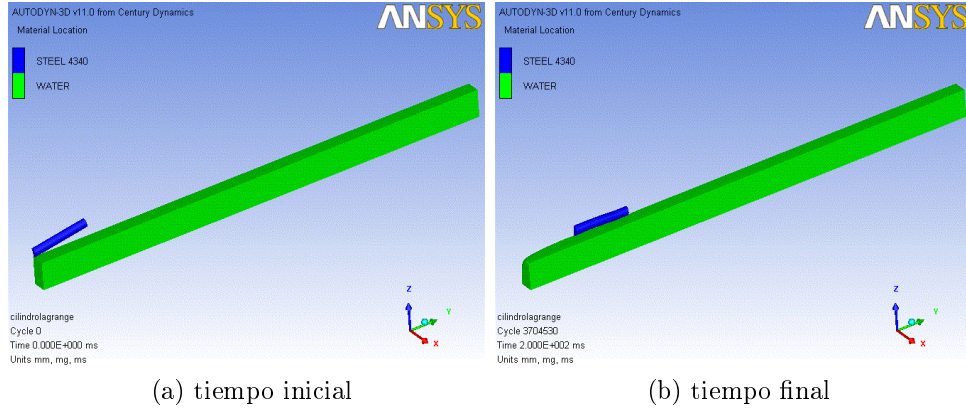 AUTODYN-3D v11.0 from Century Dynamics
Material Location
ANSYS
STEEL 4340
WATER
Z
Y
X
cilindrolagrange
Cycle 0
Time 0.000E+000 ms
Units mm, mg, ms
(a) tiempo inicial
AUTODYN-3D v11.0 from Century Dynamics
Material Location
ANSYS
STEEL 4340
WATER
Z
Y
X
cilindrolagrange
Cycle 3704530
Time 2.000E+002 ms
Units mm, mg, ms
(b) tiempo final